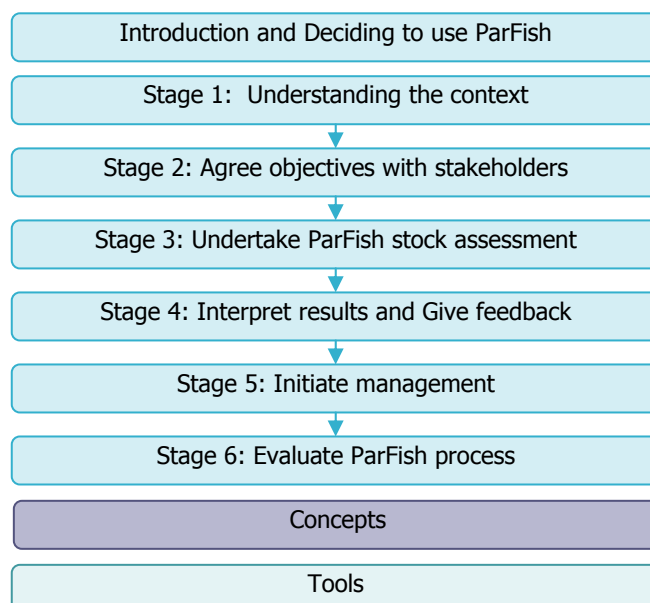 Introduction and Deciding to use ParFish
Stage 1:  Understanding the context
Stage 2: Agree objectives with stakeholders
Stage 3: Undertake ParFish stock assessment
Stage 4: Interpret results and Give feedback
Stage 5: Initiate management
Stage 6: Evaluate ParFish process
Concepts
Tools